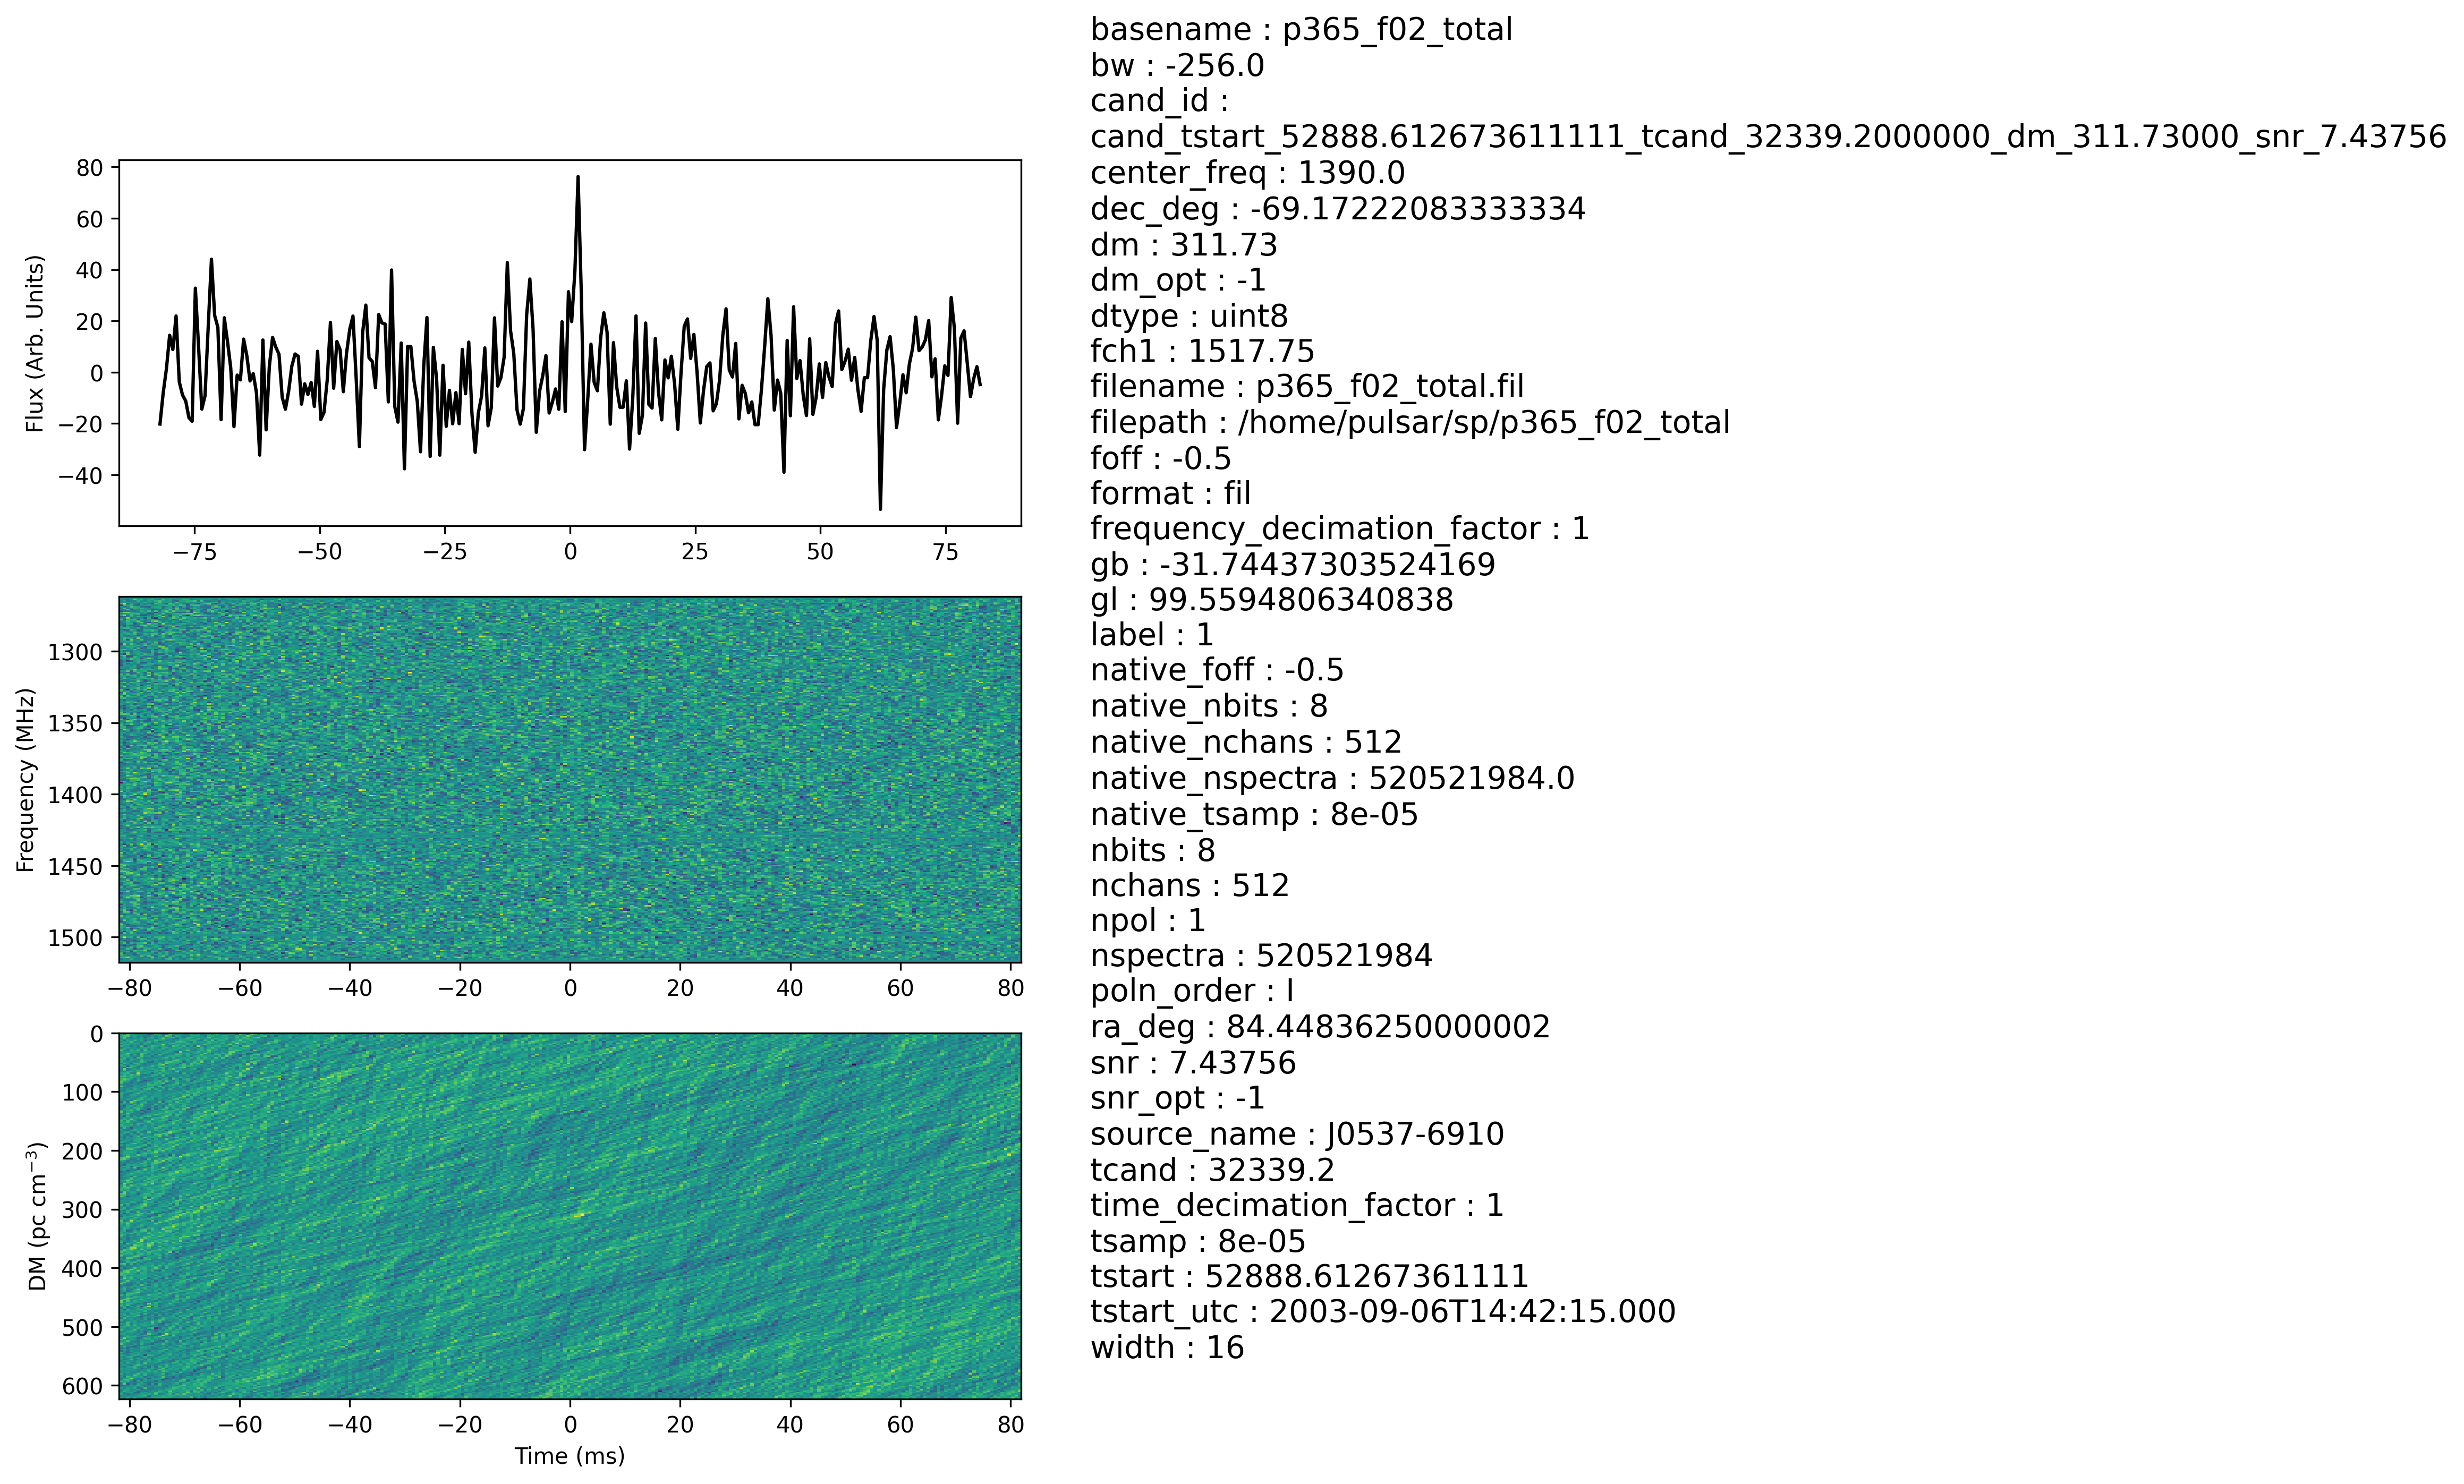 basename : p365_f02_total
bw : -256.0
cand_id :
cand_tstart_52888.612673611111_tcand_32339.2000000_dm_311.73000_snr_7.43756
center_freq : 1390.0
dec_deg : -69.17222083333334
dm : 311.73
dm_opt : -1
dtype : uint8
fch1 : 1517.75
filename : p365_f02_total.fil
filepath : /home/pulsar/sp/p365_f02_total
foff : -0.5
format : fil
frequency_decimation_factor : 1
gb : -31.74437303524169
gl : 99.5594806340838
label : 1
native_foff : -0.5
native_nbits : 8
native_nchans : 512
native_nspectra : 520521984.0
native_tsamp : 8e-05
nbits : 8
nchans : 512
npol : 1
nspectra : 520521984
poln_order : I
ra_deg : 84.44836250000002
snr : 7.43756
snr_opt : -1
source_name : J0537-6910
tcand : 32339.2
time_decimation_factor : 1
tsamp : 8e-05
tstart : 52888.61267361111
tstart_utc : 2003-09-06T14:42:15.000
width : 16
Flux (Arb. Units)
80
60
40
20
0
−20
−40
−75 −50 −25 0 25 50 75
Frequency (MHz)
1300
1350
1400
1450
1500
−80 −60 −40 −20 0 20 40 60 80
DM (pc cm⁻³)
0
100
200
300
400
500
600
−80 −60 −40 −20 0 20 40 60 80
Time (ms)